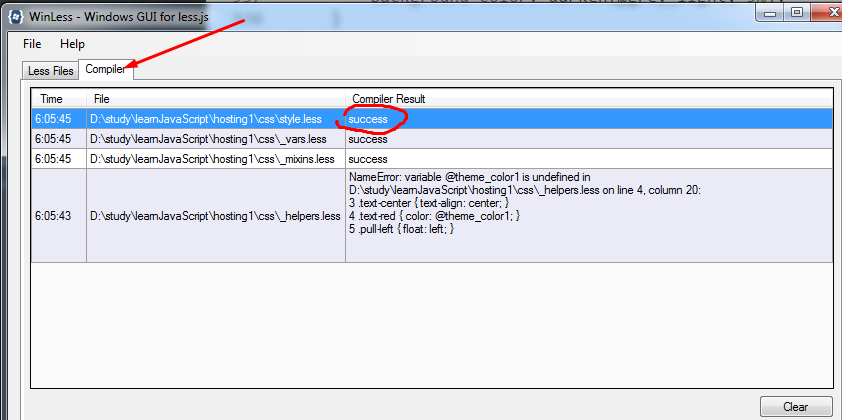 WinLess - Windows GUI for less.js
File Help
Less Files Compiler
Time File Compiler Result
6:05:45 D:\study\learnJavaScript\hosting1\css\style.less success
6:05:45 D:\study\learnJavaScript\hosting1\css\_vars.less success
6:05:45 D:\study\learnJavaScript\hosting1\css\_mixins.less success
6:05:43 D:\study\learnJavaScript\hosting1\css\_helpers.less NameError: variable @theme_color1 is undefined in
D:\study\learnJavaScript\hosting1\css\_helpers.less on line 4, column 20:
3 .text-center { text-align: center; }
4 .text-red { color: @theme_color1; }
5 .pull-left { float: left; }
Clear